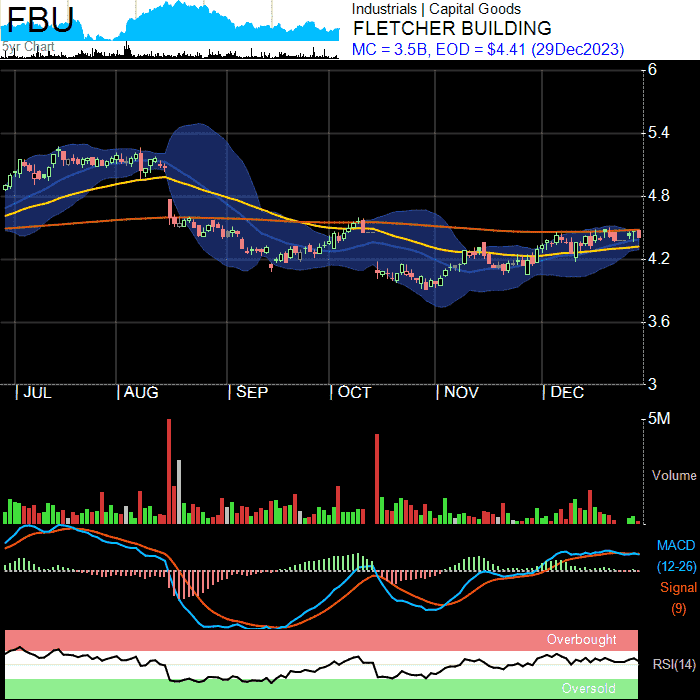 FBU
5yr Chart
Industrials | Capital Goods
FLETCHER BUILDING
MC = 3.5B, EOD = $4.41 (29Dec2023)
6
5.4
4.8
4.2
3.6
3
| JUL | AUG | SEP | OCT | NOV | DEC
5M
Volume
MACD
(12-26)
Signal
(9)
Overbought
RSI(14)
Oversold